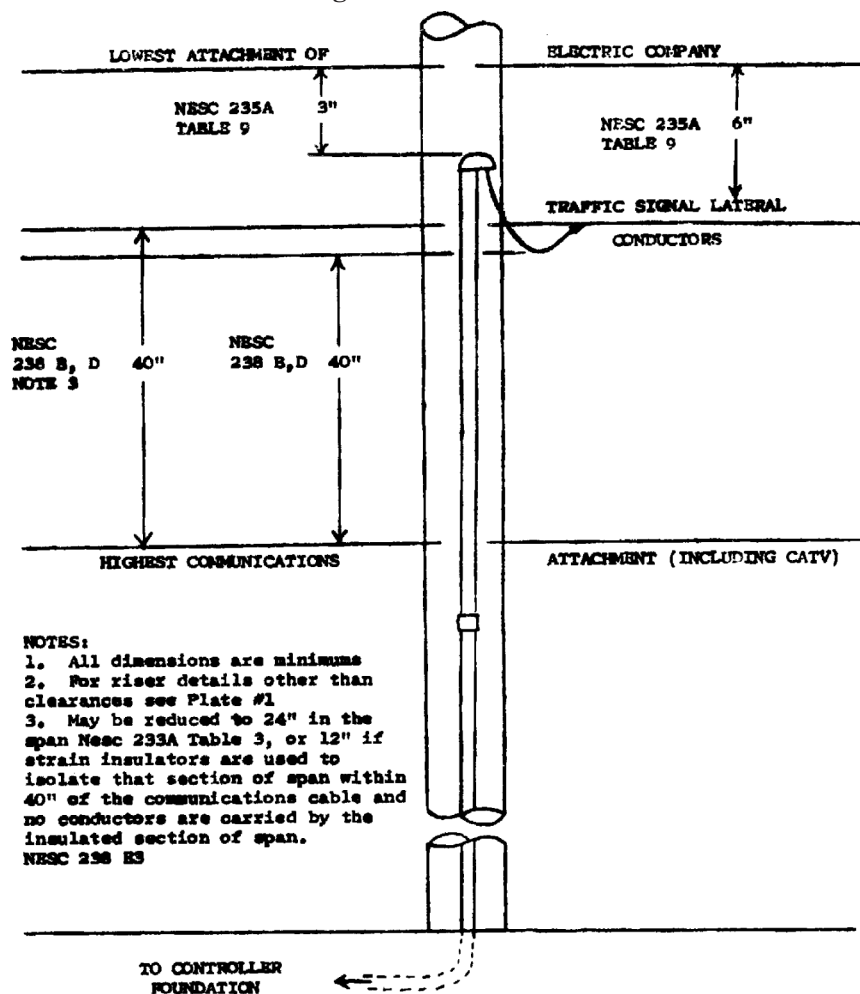 LOWEST ATTACHMENT OF
ELECTRIC COMPANY
NESC 235A 3"
TABLE 9
NESC 235A 6"
TABLE 9
TRAFFIC SIGNAL LATERAL
CONDUCTORS
NESC
238 B, D 40"
NOTE 3
NESC
238 B,D 40"
HIGHEST COMMUNICATIONS
ATTACHMENT (INCLUDING CATV)
NOTES:
1. All dimensions are minimums
2. For riser details other than
clearances see Plate #1
3. May be reduced to 24" in the
span Nesc 233A Table 3, or 12" if
strain insulators are used to
isolate that section of span within
40" of the communications cable and
no conductors are carried by the
insulated section of span.
NESC 238 E3
TO CONTROLLER
FOUNDATION